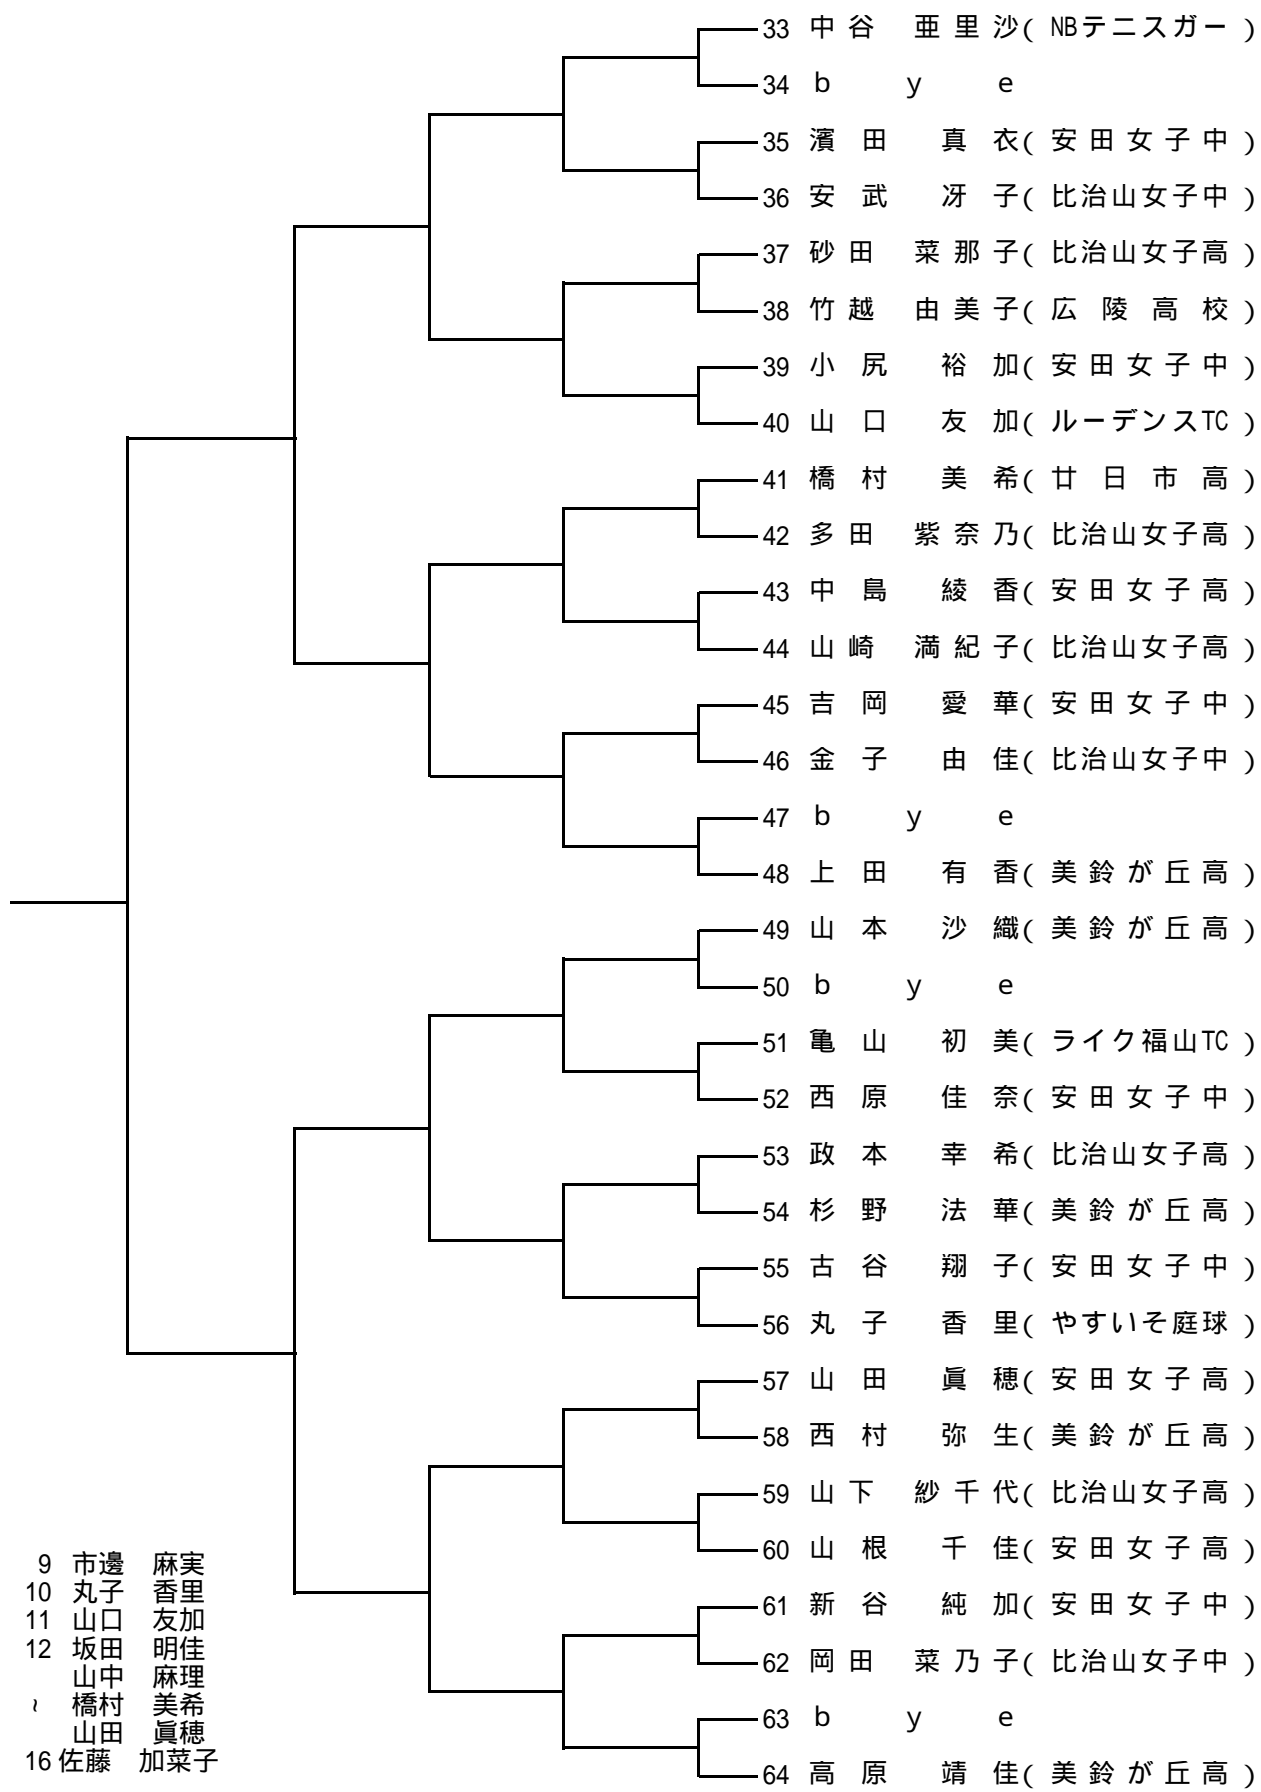 33 中谷 亜里沙( NBテニスガー )
34 b y e
35 濱田 真衣( 安田女子中 )
36 安武 冴子( 比治山女子中 )
37 砂田 菜那子( 比治山女子高 )
38 竹越 由美子( 広陵高校 )
39 小尻 裕加( 安田女子中 )
40 山口 友加( ルーデンスTC )
41 橋村 美希( 廿日市高 )
42 多田 紫奈乃( 比治山女子高 )
43 中島 綾香( 安田女子高 )
44 山崎 満紀子( 比治山女子高 )
45 吉岡 愛華( 安田女子中 )
46 金子 由佳( 比治山女子中 )
47 b y e
48 上田 有香( 美鈴が丘高 )
49 山本 沙織( 美鈴が丘高 )
50 b y e
51 亀山 初美( ライク福山TC )
52 西原 佳奈( 安田女子中 )
53 政本 幸希( 比治山女子高 )
54 杉野 法華( 美鈴が丘高 )
55 古谷 翔子( 安田女子中 )
56 丸子 香里( やすいそ庭球 )
57 山田 眞穂( 安田女子高 )
58 西村 弥生( 美鈴が丘高 )
59 山下 紗千代( 比治山女子高 )
60 山根 千佳( 安田女子高 )
61 新谷 純加( 安田女子中 )
62 岡田 菜乃子( 比治山女子中 )
63 b y e
64 高原 靖佳( 美鈴が丘高 )
9 市邊 麻実
10 丸子 香里
11 山口 友加
12 坂田 明佳
山中 麻理
~ 橋村 美希
山田 眞穂
16 佐藤 加菜子